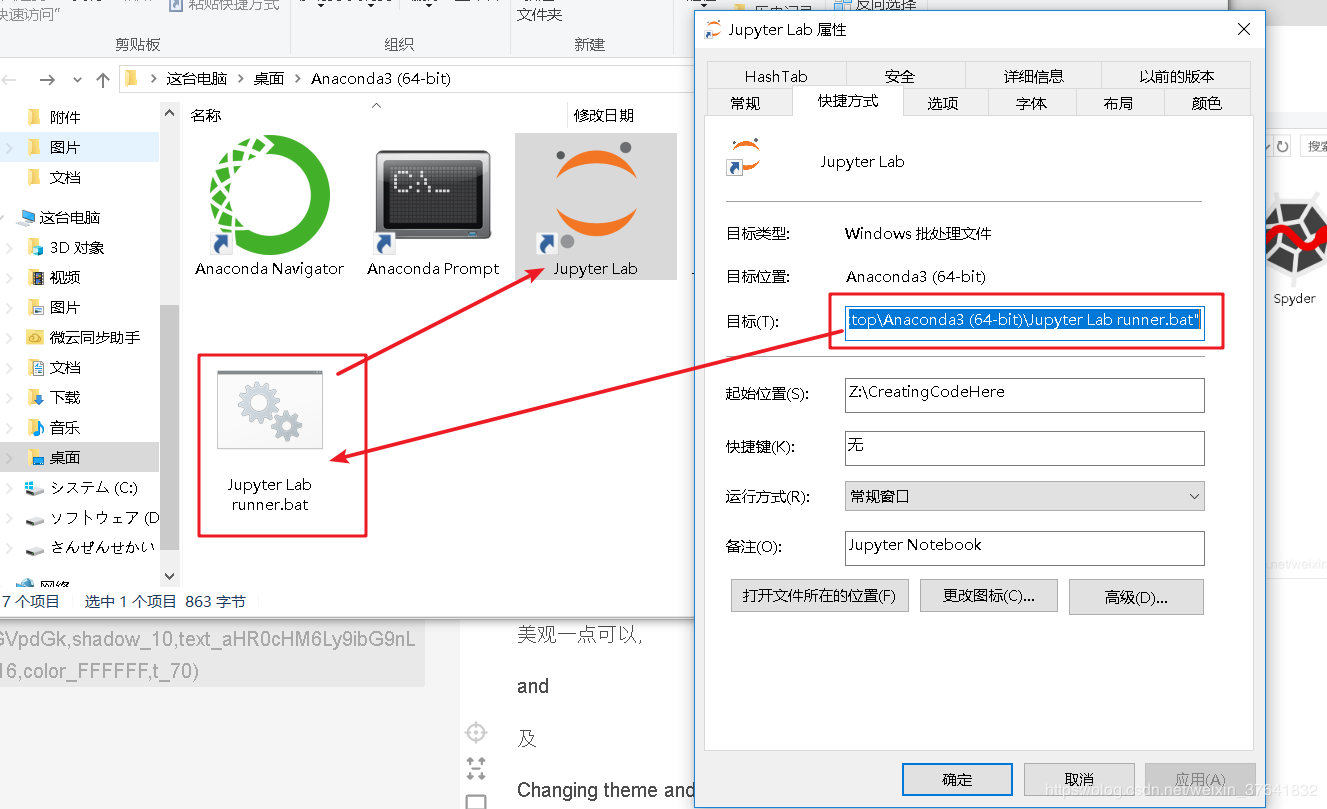 粘贴快捷方式
快速访问”
文件夹
历史记录
反向选择
剪贴板
组织
新建
这台电脑 > 桌面 > Anaconda3 (64-bit)
名称
修改日期
附件
图片
文档
这台电脑
3D 对象
视频
图片
微云同步助手
文档
下载
音乐
桌面
システム (C:)
ソフトウェア (D
さんぜんせかい
网络
Anaconda Navigator
Anaconda Prompt
Jupyter Lab
Jupyter Lab
runner.bat
7 个项目
选中 1 个项目 863 字节
Jupyter Lab 属性
HashTab
安全
详细信息
以前的版本
常规
快捷方式
选项
字体
布局
颜色
Jupyter Lab
目标类型:
Windows 批处理文件
目标位置:
Anaconda3 (64-bit)
目标(T):
top\Anaconda3 (64-bit)\Jupyter Lab runner.bat"
起始位置(S):
Z:\CreatingCodeHere
快捷键(K):
无
运行方式(R):
常规窗口
备注(O):
Jupyter Notebook
打开文件所在的位置(F)
更改图标(C)...
高级(D)...
确定
取消
应用(A)
搜索
Spyder
GVpdGk,shadow_10,text_aHR0cHM6Ly9ibG9nL
16,color_FFFFFF,t_70)
美观一点可以,
and
及
Changing theme and
.net/weixin
https://blog.csdn.net/weixin_37641832